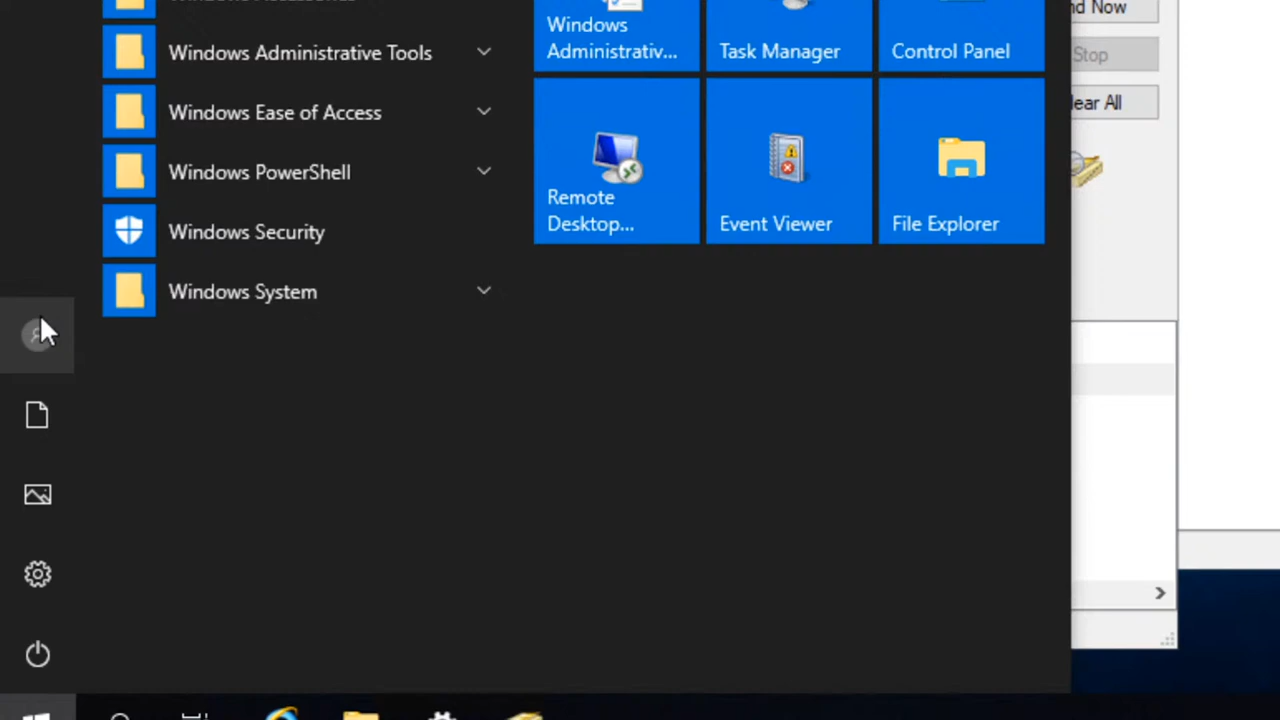 nd Now
Windows
Administrativ...
Task Manager
Control Panel
Stop
Windows Administrative Tools
lear All
Windows Ease of Access
Windows PowerShell
Remote
Desktop...
Event Viewer
File Explorer
Windows Security
Windows System